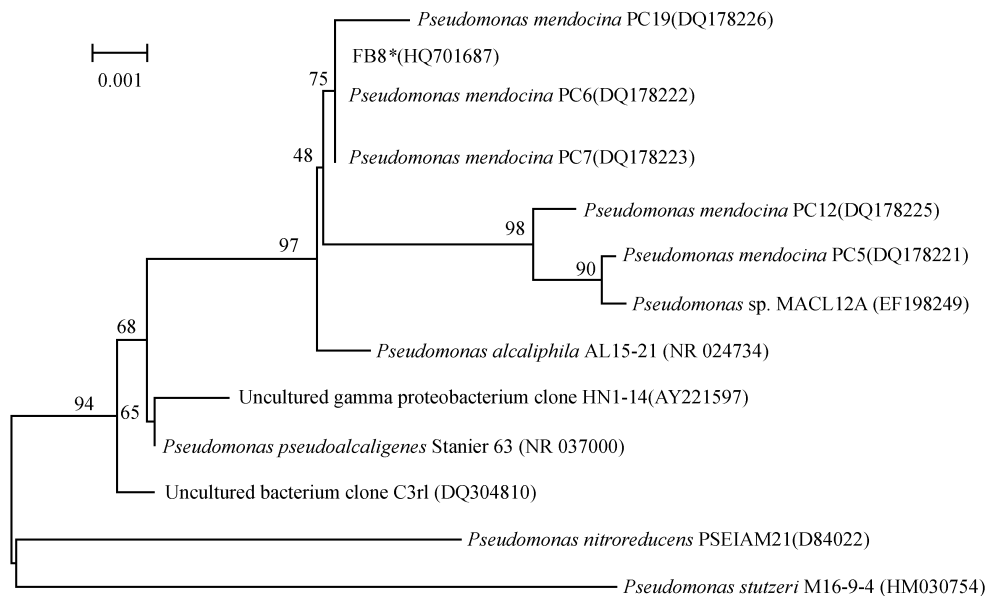 Pseudomonas mendocina PC19(DQ178226)
FB8*(HQ701687)
0.001
75
Pseudomonas mendocina PC6(DQ178222)
48
Pseudomonas mendocina PC7(DQ178223)
Pseudomonas mendocina PC12(DQ178225)
98
97
Pseudomonas mendocina PC5(DQ178221)
90
Pseudomonas sp. MACL12A (EF198249)
68
Pseudomonas alcaliphila AL15-21 (NR 024734)
Uncultured gamma proteobacterium clone HN1-14(AY221597)
94
65
Pseudomonas pseudoalcaligenes Stanier 63 (NR 037000)
Uncultured bacterium clone C3rl (DQ304810)
Pseudomonas nitroreducens PSEIAM21(D84022)
Pseudomonas stutzeri M16-9-4 (HM030754)